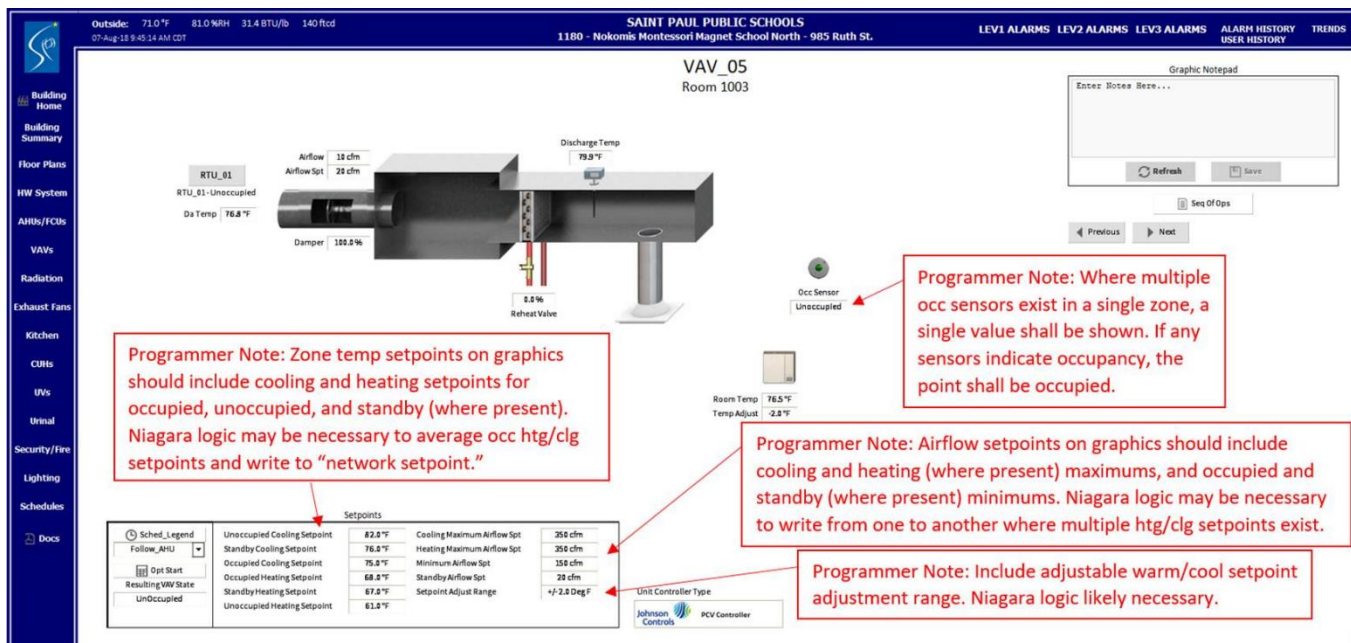 Outside: 71.0 °F 81.0 %RH 31.4 BTU/lb 140 ftcd
07-Aug-18 9:45:14 AM CDT
SAINT PAUL PUBLIC SCHOOLS
1180 - Nokomis Montessori Magnet School North - 985 Ruth St.
LEV1 ALARMS LEV2 ALARMS LEV3 ALARMS
ALARM HISTORY
USER HISTORY
TRENDS
Building
Home
Building
Summary
Floor Plans
HW System
AHUs/FCUs
VAVs
Radiation
Exhaust Fans
Kitchen
CUHs
UVs
Urinal
Security/Fire
Lighting
Schedules
Docs
VAV_05
Room 1003
Graphic Notepad
Enter Notes Here...
Refresh Save
Seq Of Ops
Previous Next
RTU_01
RTU_01-Unoccupied
Da Temp 76.8 °F
Airflow 10 cfm
Airflow Spt 20 cfm
Damper 100.0 %
Discharge Temp
79.9 °F
0.0 %
Reheat Valve
Occ Sensor
Unoccupied
Room Temp 76.5 °F
Temp Adjust -2.0 °F
Programmer Note: Where multiple
occ sensors exist in a single zone, a
single value shall be shown. If any
sensors indicate occupancy, the
point shall be occupied.
Programmer Note: Zone temp setpoints on graphics
should include cooling and heating setpoints for
occupied, unoccupied, and standby (where present).
Niagara logic may be necessary to average occ htg/clg
setpoints and write to “network setpoint.”
Programmer Note: Airflow setpoints on graphics should include
cooling and heating (where present) maximums, and occupied and
standby (where present) minimums. Niagara logic may be necessary
to write from one to another where multiple htg/clg setpoints exist.
Programmer Note: Include adjustable warm/cool setpoint
adjustment range. Niagara logic likely necessary.
Setpoints
Sched_Legend
Follow_AHU
Opt Start
Resulting VAV State
UnOccupied
Unoccupied Cooling Setpoint 82.0 °F
Standby Cooling Setpoint 76.0 °F
Occupied Cooling Setpoint 75.0 °F
Occupied Heating Setpoint 68.0 °F
Standby Heating Setpoint 67.0 °F
Unoccupied Heating Setpoint 61.0 °F
Cooling Maximum Airflow Spt 350 cfm
Heating Maximum Airflow Spt 350 cfm
Minimum Airflow Spt 150 cfm
Standby Airflow Spt 20 cfm
Setpoint Adjust Range +/-2.0 Deg F
Unit Controller Type
Johnson
Controls
PCV Controller